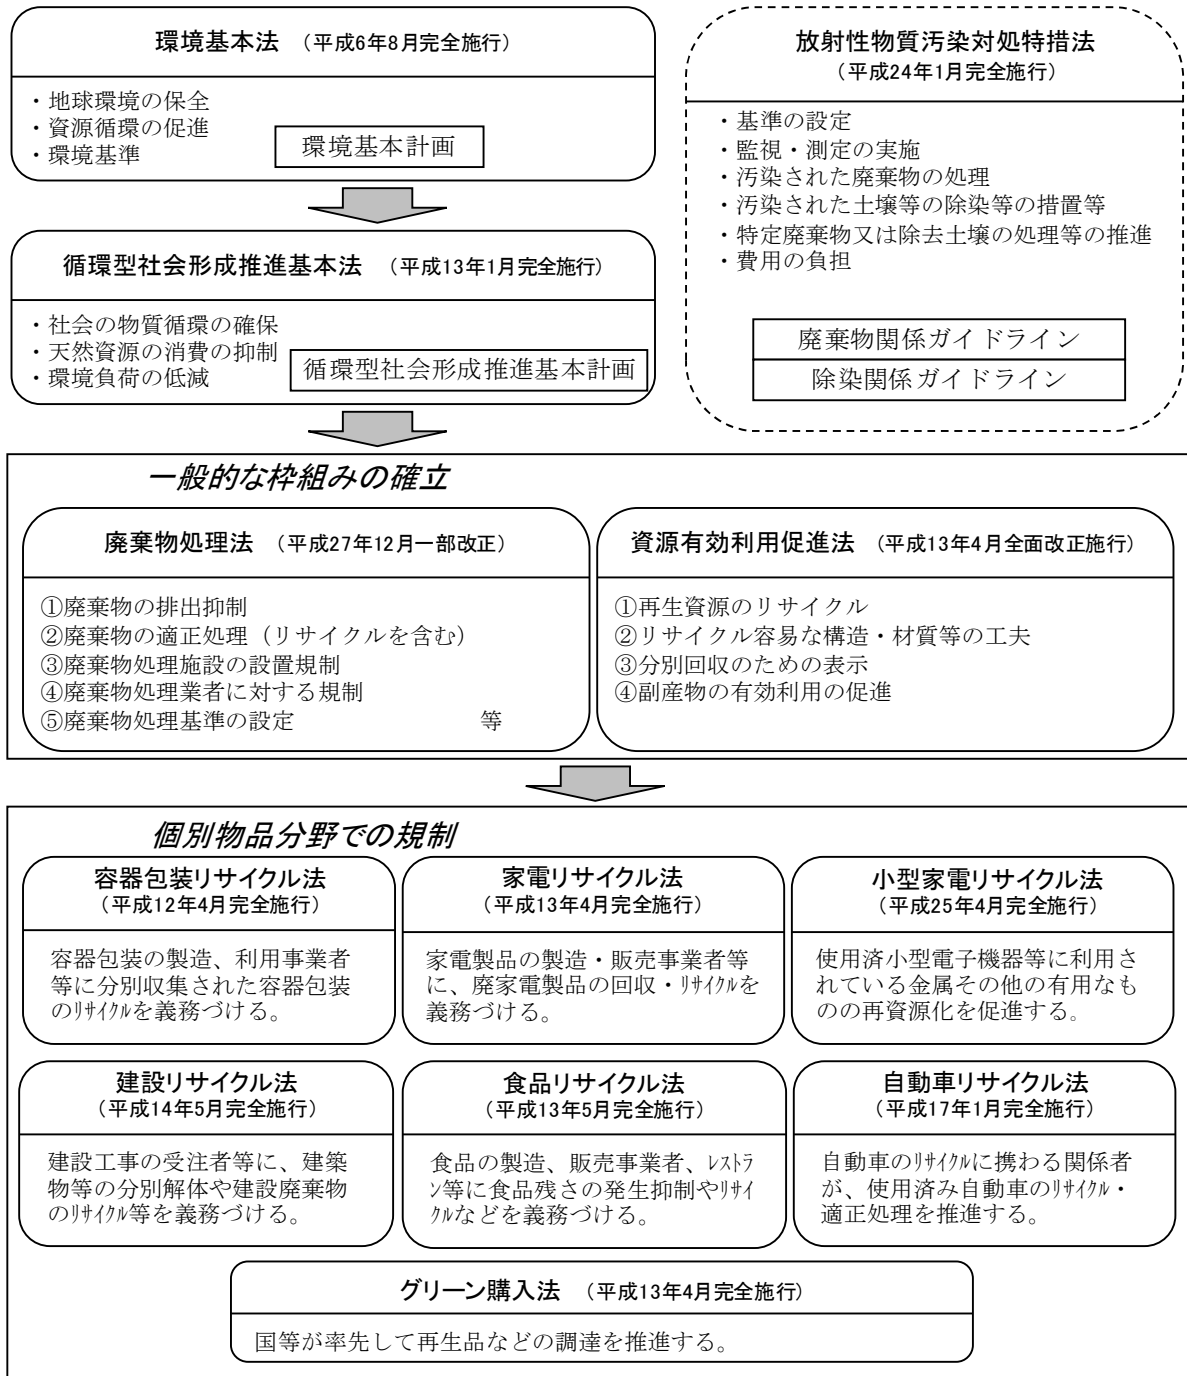 環境基本法 （平成6年8月完全施行）
・地球環境の保全
・資源循環の促進
・環境基準
環境基本計画
放射性物質汚染対処特措法
（平成24年1月完全施行）
・基準の設定
・監視・測定の実施
・汚染された廃棄物の処理
・汚染された土壌等の除染等の措置等
・特定廃棄物又は除去土壌の処理等の推進
・費用の負担
廃棄物関係ガイドライン
除染関係ガイドライン
循環型社会形成推進基本法 （平成13年1月完全施行）
・社会の物質循環の確保
・天然資源の消費の抑制
・環境負荷の低減
循環型社会形成推進基本計画
一般的な枠組みの確立
廃棄物処理法 （平成27年12月一部改正）
①廃棄物の排出抑制
②廃棄物の適正処理（リサイクルを含む）
③廃棄物処理施設の設置規制
④廃棄物処理業者に対する規制
⑤廃棄物処理基準の設定 等
資源有効利用促進法 （平成13年4月全面改正施行）
①再生資源のリサイクル
②リサイクル容易な構造・材質等の工夫
③分別回収のための表示
④副産物の有効利用の促進
個別物品分野での規制
容器包装リサイクル法
（平成12年4月完全施行）
容器包装の製造、利用事業者
等に分別収集された容器包装
のﾘｻｲｸﾙを義務づける。
家電リサイクル法
（平成13年4月完全施行）
家電製品の製造・販売事業者等
に、廃家電製品の回収・ﾘｻｲｸﾙを
義務づける。
小型家電リサイクル法
（平成25年4月完全施行）
使用済小型電子機器等に利用さ
れている金属その他の有用なも
のの再資源化を促進する。
建設リサイクル法
（平成14年5月完全施行）
建設工事の受注者等に、建築
物等の分別解体や建設廃棄物
のﾘｻｲｸﾙ等を義務づける。
食品リサイクル法
（平成13年5月完全施行）
食品の製造、販売事業者、ﾚｽﾄﾗ
ﾝ等に食品残さの発生抑制やﾘｻｲ
ｸﾙなどを義務づける。
自動車リサイクル法
（平成17年1月完全施行）
自動車のﾘｻｲｸﾙに携わる関係者
が、使用済み自動車のﾘｻｲｸﾙ・
適正処理を推進する。
グリーン購入法 （平成13年4月完全施行）
国等が率先して再生品などの調達を推進する。